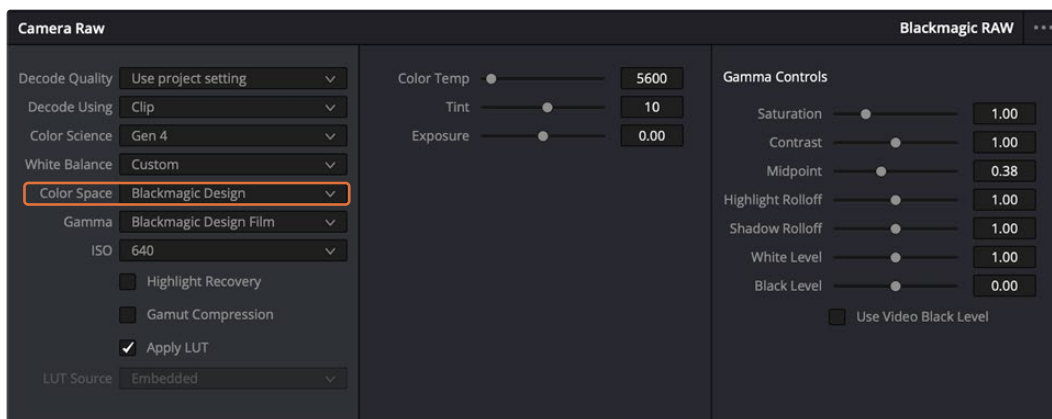 Camera Raw
Blackmagic RAW
Decode Quality Use project setting
Decode Using Clip
Color Science Gen 4
White Balance Custom
Color Space Blackmagic Design
Gamma Blackmagic Design Film
ISO 640
Highlight Recovery
Gamut Compression
Apply LUT
LUT Source Embedded
Color Temp 5600
Tint 10
Exposure 0.00
Gamma Controls
Saturation 1.00
Contrast 1.00
Midpoint 0.38
Highlight Rolloff 1.00
Shadow Rolloff 1.00
White Level 1.00
Black Level 0.00
Use Video Black Level